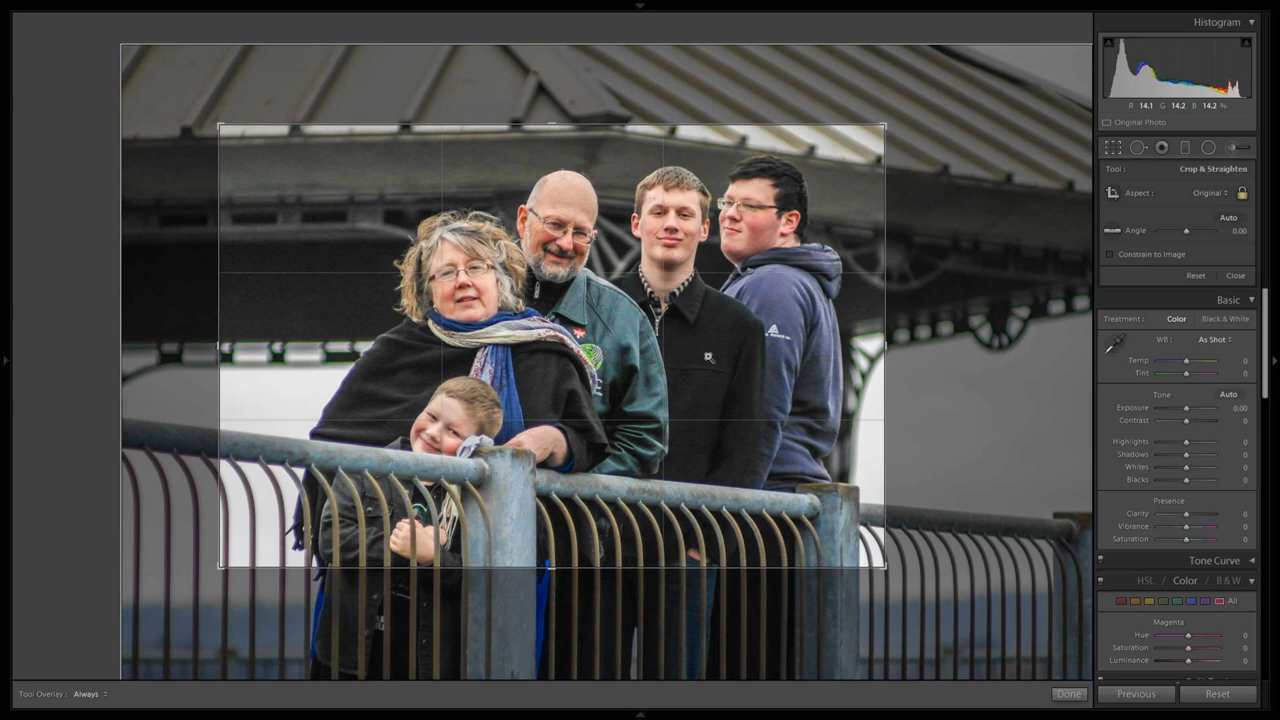 Histogram
R 14.1 G 14.2 B 14.2 %
Original Photo
Tool : Crop & Straighten
Aspect : Original
Auto
Angle 0.00
Constrain to Image
Reset Close
Basic
Treatment : Color Black & White
WB : As Shot
Temp 0
Tint 0
Tone Auto
Exposure 0.00
Contrast 0
Highlights 0
Shadows 0
Whites 0
Blacks 0
Presence
Clarity 0
Vibrance 0
Saturation 0
Tone Curve
HSL / Color / B & W
All
Magenta
Hue 0
Saturation 0
Luminance 0
Tool Overlay : Always
Done
Previous Reset